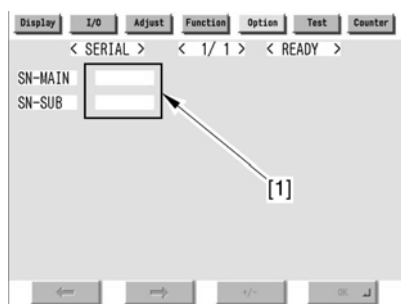 Display I/O Adjust Function Option Test Counter
< SERIAL > < 1/ 1 > < READY >
SN-MAIN
SN-SUB
[1]
+/- OK